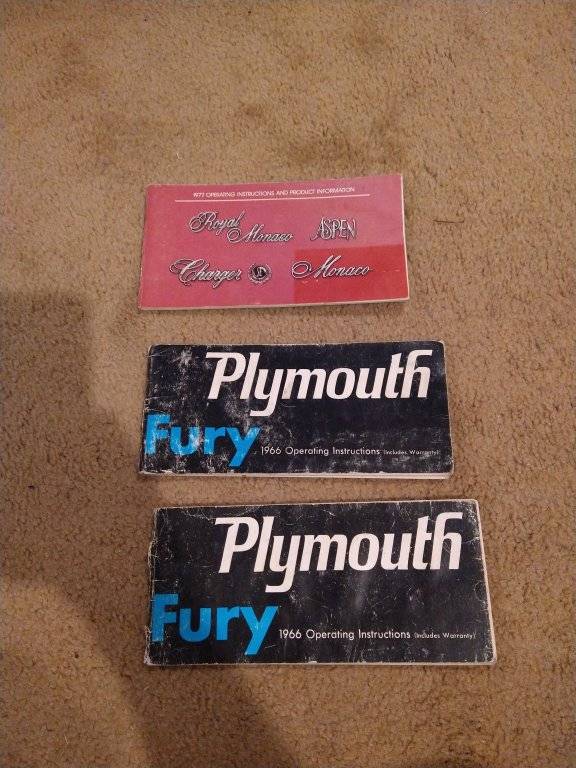 1977 OPERATING INSTRUCTIONS AND PRODUCT INFORMATION
Royal Monaco ASPEN
Charger Monaco
Plymouth
Fury 1966 Operating Instructions (Includes Warranty)
Plymouth
Fury 1966 Operating Instructions (Includes Warranty)